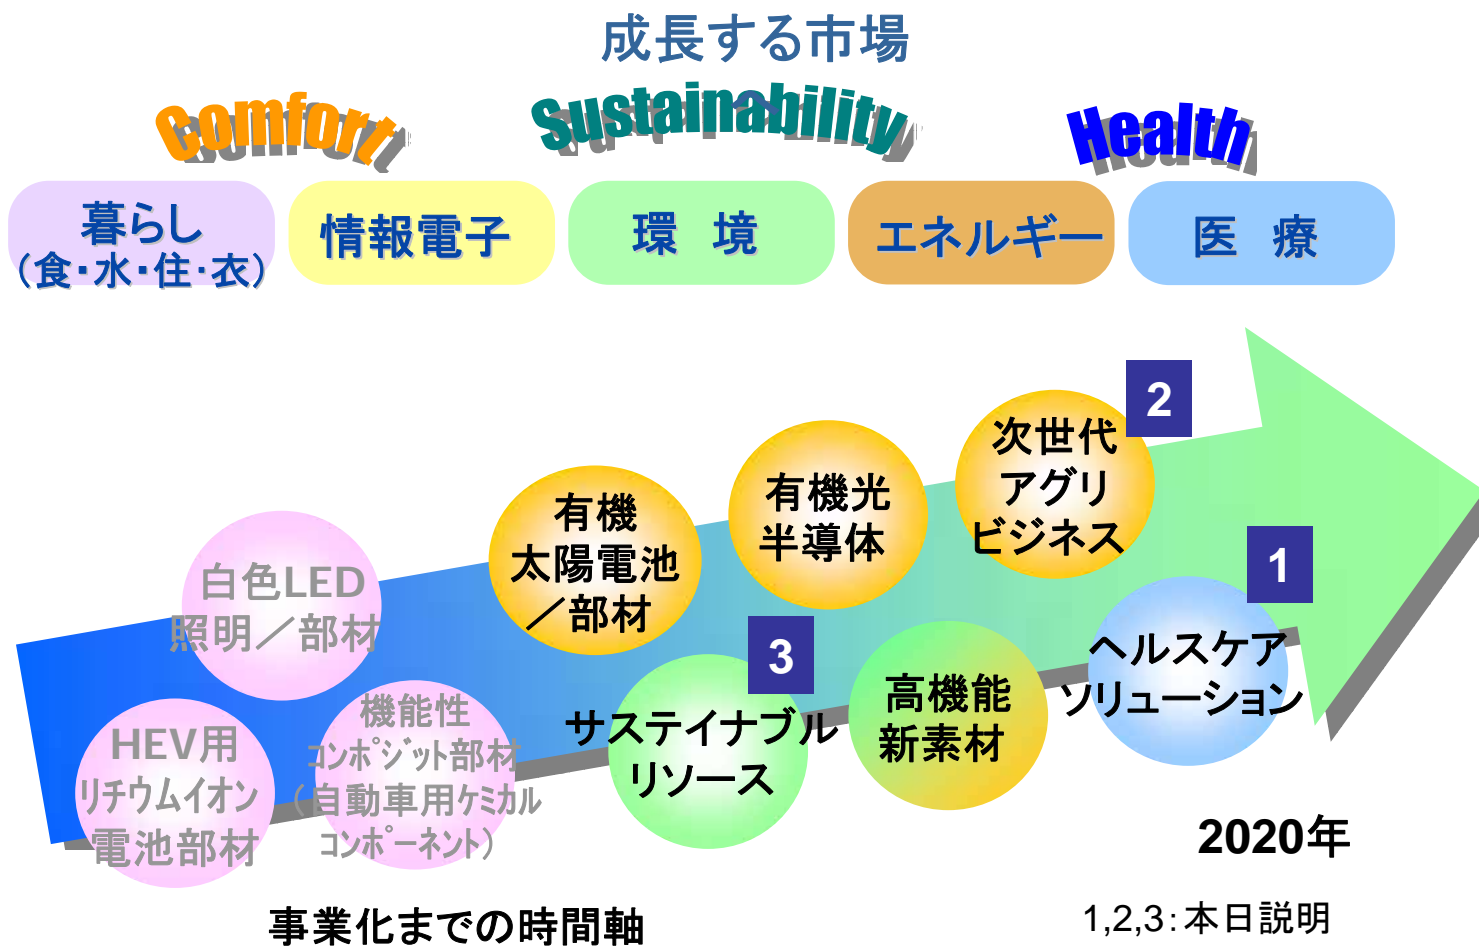 成長する市場
へ
Comfort
Sustainability
Health
暮らし
（食・水・住・衣）
情報電子
環　境
エネルギー
医　療
白色LED
照明／部材
HEV用
リチウムイオン
電池部材
機能性
ｺﾝﾎﾟｼﾞｯﾄ部材
（自動車用ｹﾐｶﾙ
ｺﾝﾎﾟｰﾈﾝﾄ）
有機
太陽電池
／部材
有機光
半導体
次世代
アグリ
ビジネス
2
3
サステイナブル
リソース
高機能
新素材
1
ヘルスケア
ソリューション
2020年
事業化までの時間軸
1,2,3：本日説明